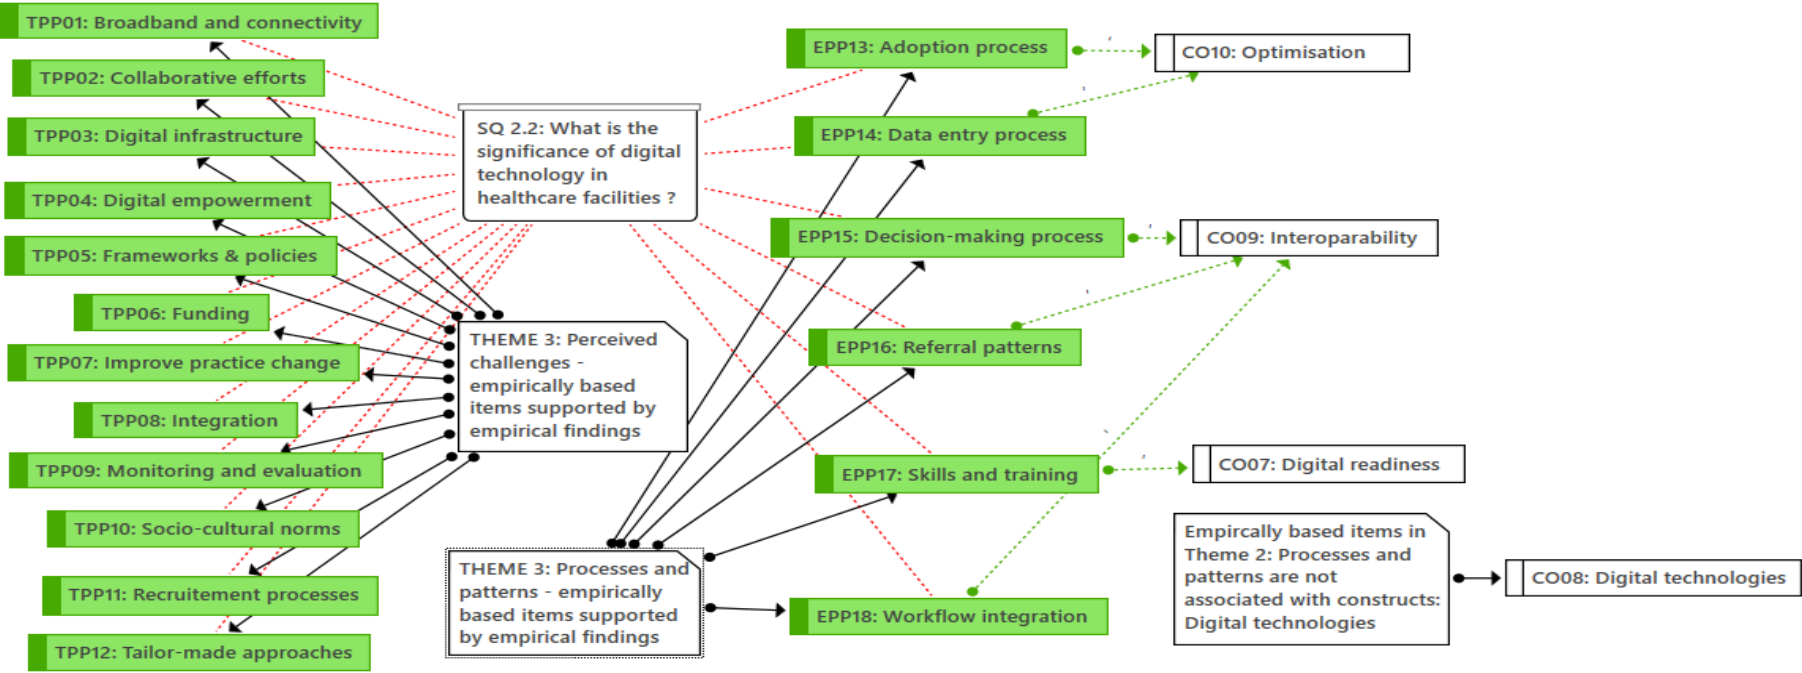 TPP01: Broadband and connectivity
TPP02: Collaborative efforts
TPP03: Digital infrastructure
TPP04: Digital empowerment
TPP05: Frameworks & policies
TPP06: Funding
TPP07: Improve practice change
TPP08: Integration
TPP09: Monitoring and evaluation
TPP10: Socio-cultural norms
TPP11: Recruitement processes
TPP12: Tailor-made approaches
SQ 2.2: What is the
significance of digital
technology in
healthcare facilities ?
THEME 3: Perceived
challenges -
empirically based
items supported by
empirical findings
THEME 3: Processes and
patterns - empirically
based items supported
by empirical findings
EPP13: Adoption process
EPP14: Data entry process
EPP15: Decision-making process
EPP16: Referral patterns
EPP17: Skills and training
EPP18: Workflow integration
CO10: Optimisation
CO09: Interoparability
CO07: Digital readiness
Empircally based items in
Theme 2: Processes and
patterns are not
associated with constructs:
Digital technologies
CO08: Digital technologies